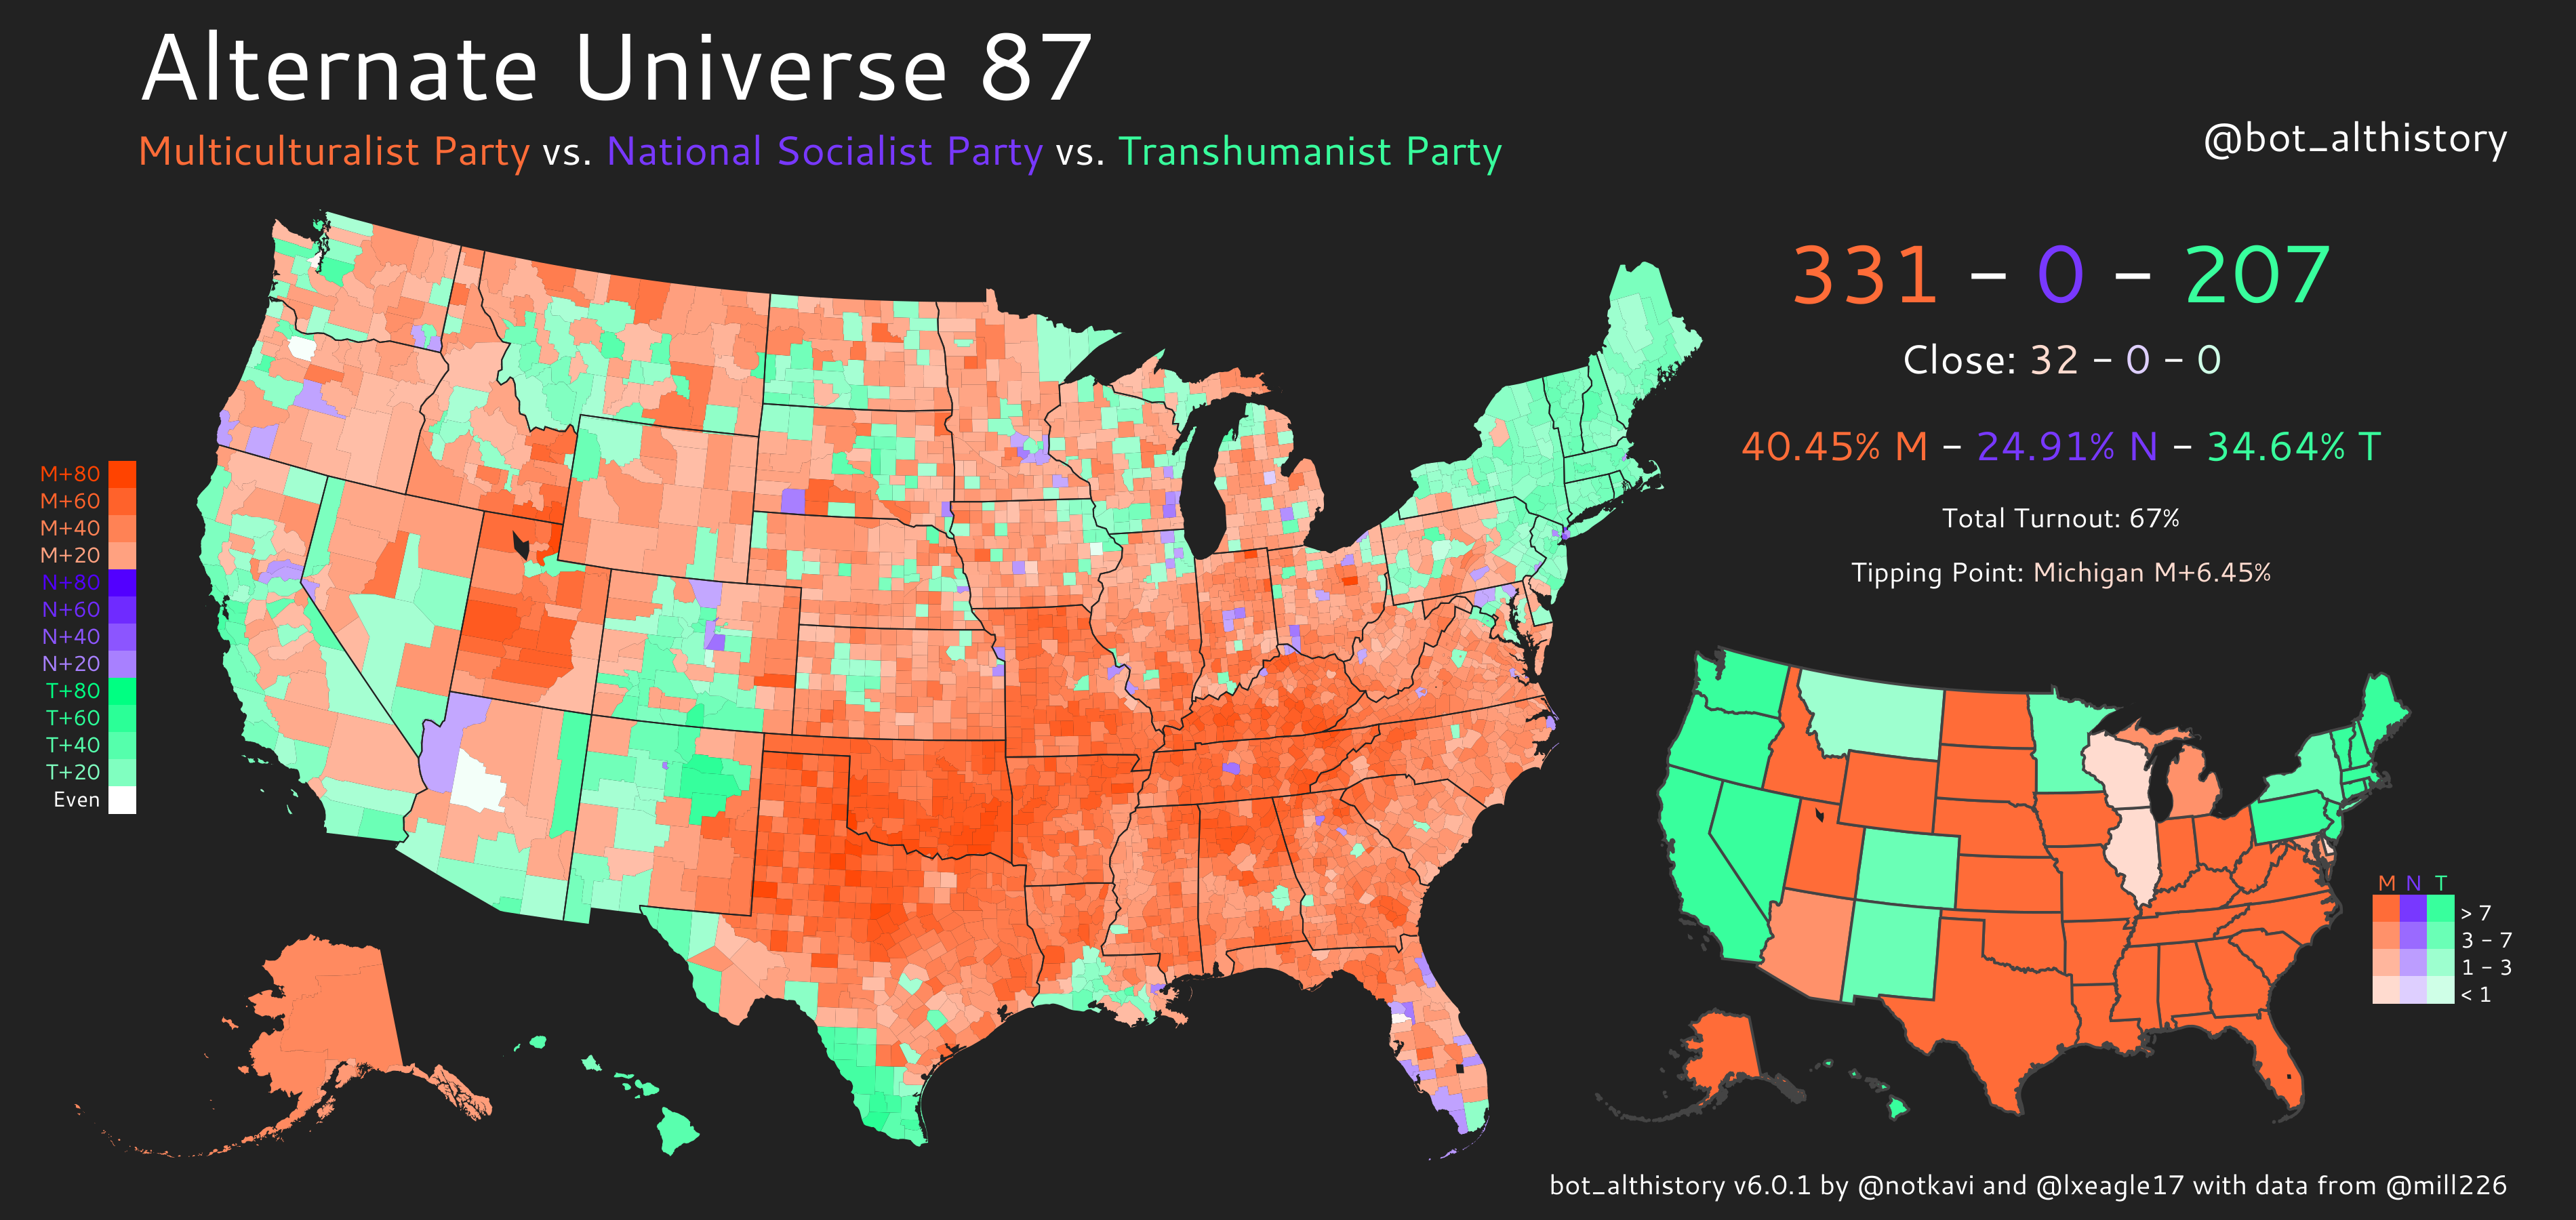 Alternate Universe 87
Multiculturalist Party vs. National Socialist Party vs. Transhumanist Party
@bot_althistory
331 – 0 – 207
Close: 32 – 0 – 0
40.45% M – 24.91% N – 34.64% T
Total Turnout: 67%
Tipping Point: Michigan M+6.45%
M+80
M+60
M+40
M+20
N+80
N+60
N+40
N+20
T+80
T+60
T+40
T+20
Even
M N T
> 7
3 – 7
1 – 3
< 1
bot_althistory v6.0.1 by @notkavi and @lxeagle17 with data from @mill226